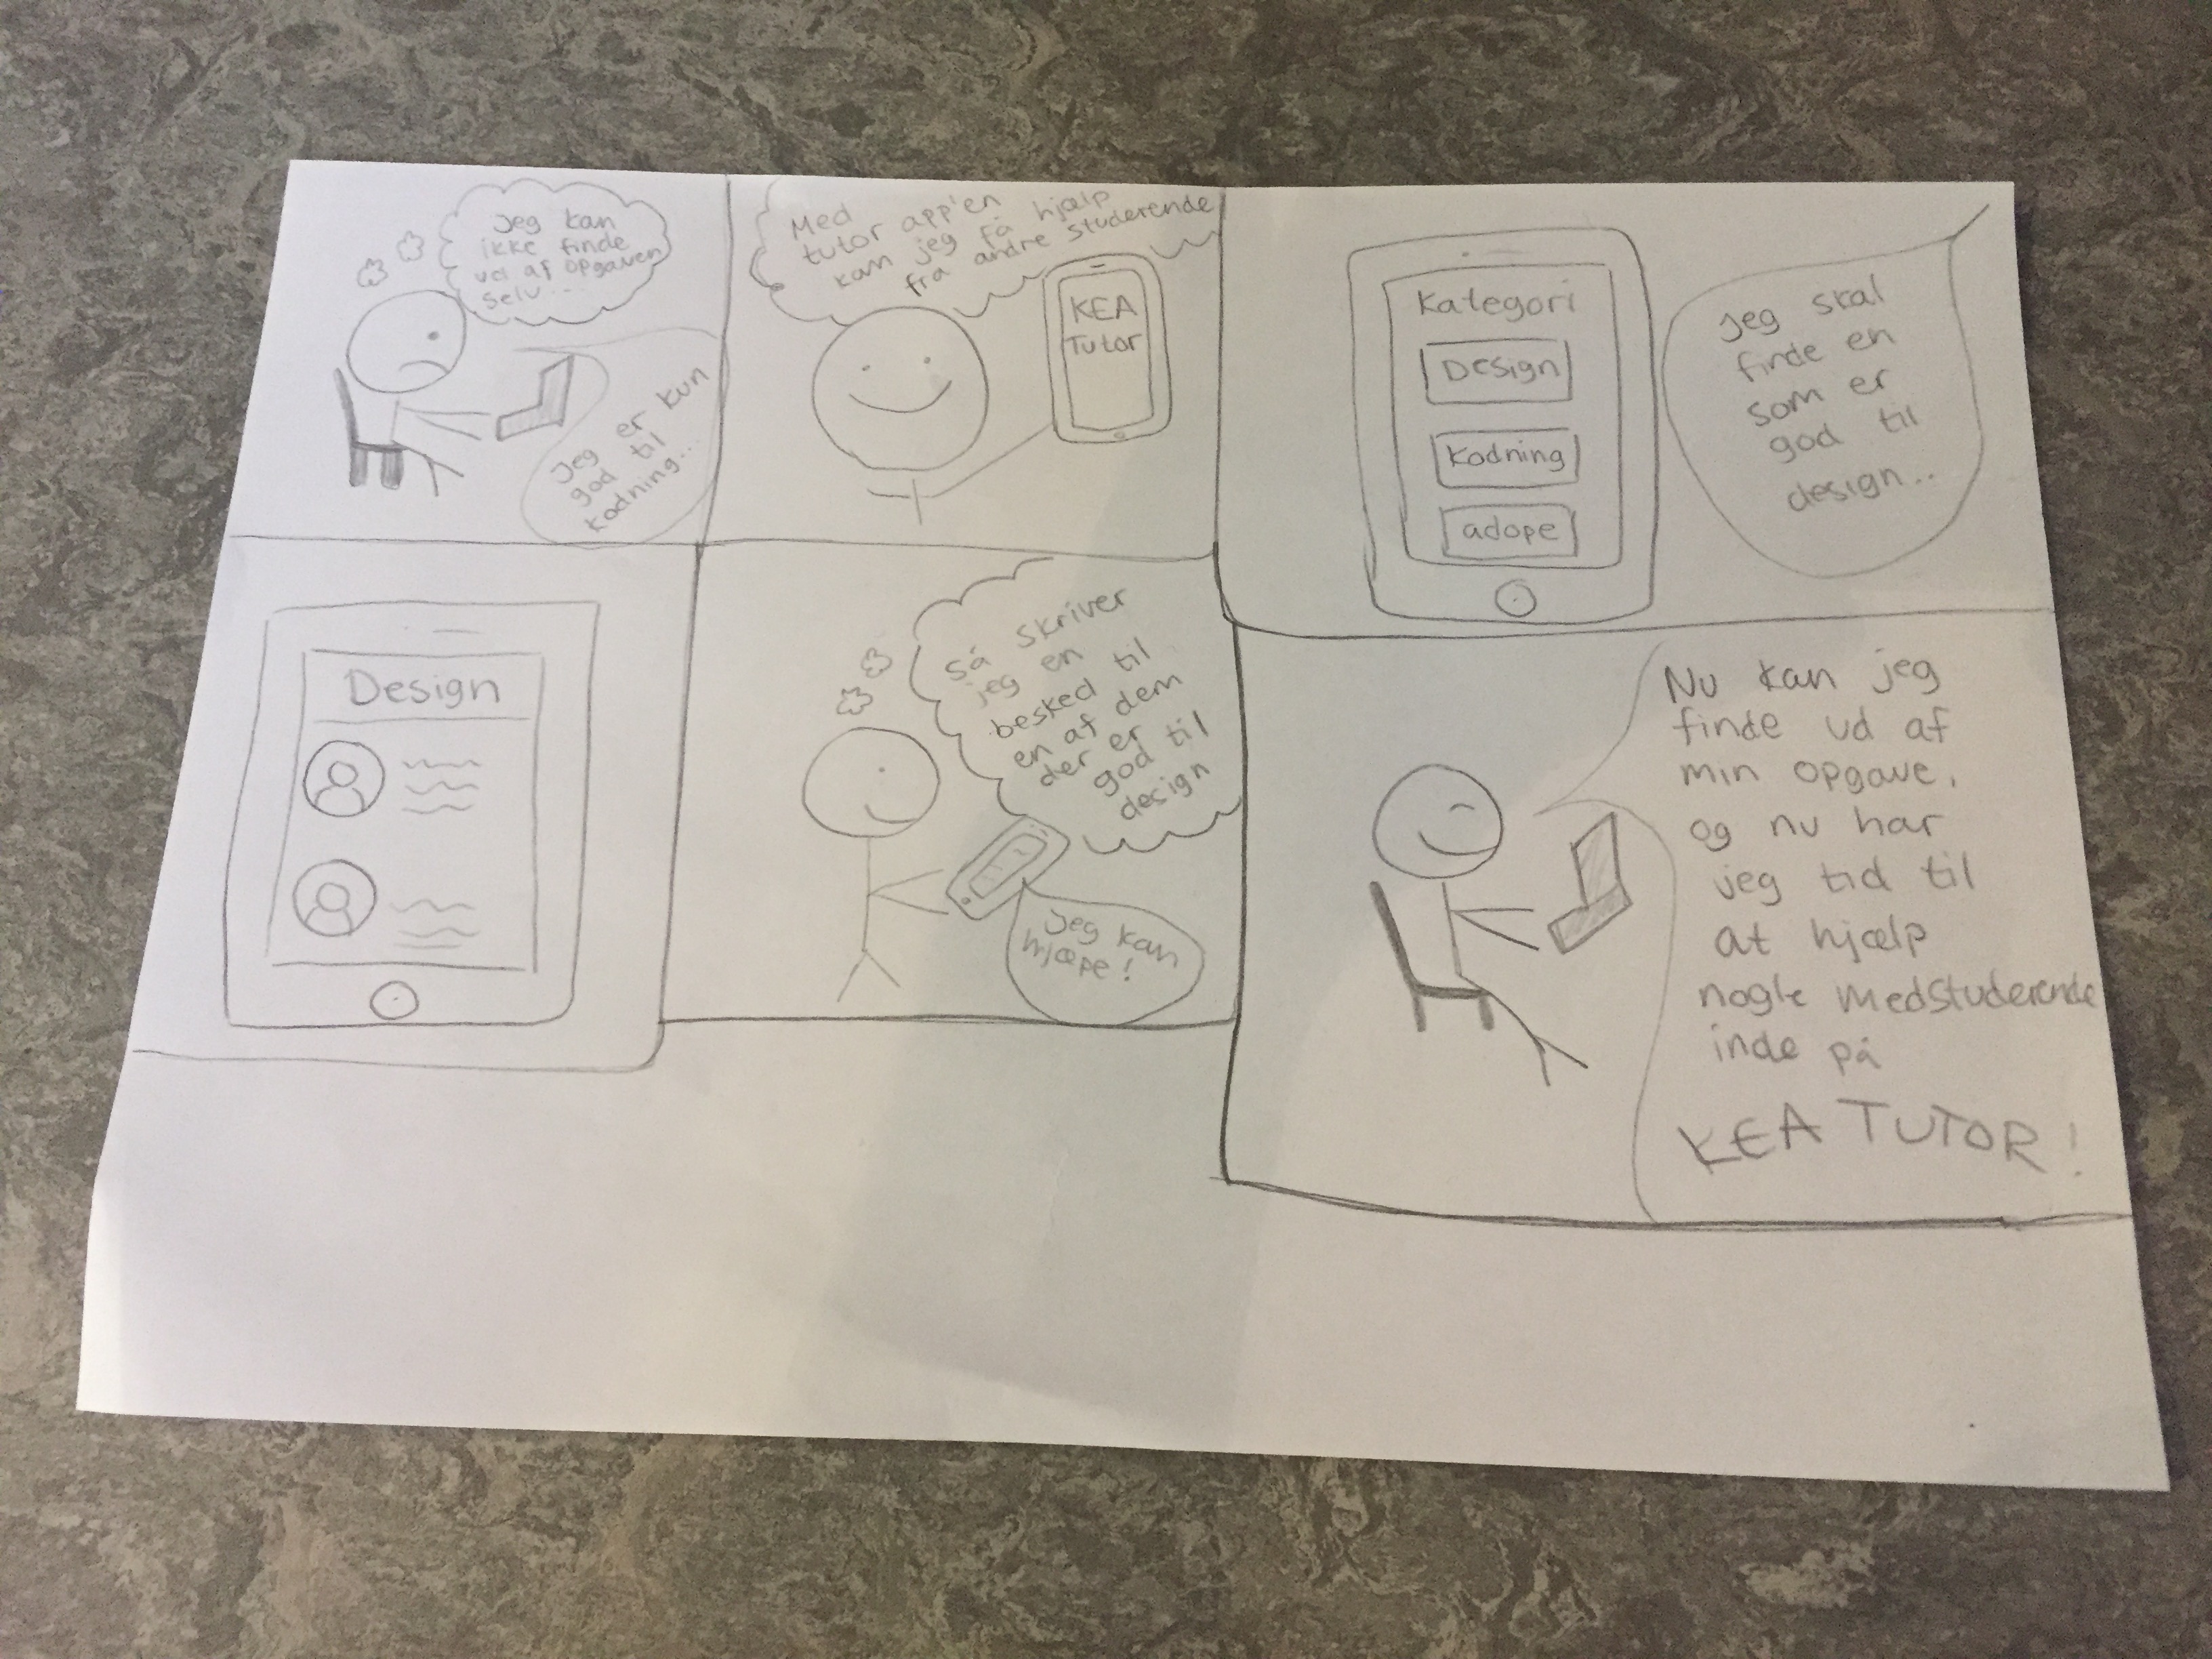 Jeg kan
ikke finde
ud af opgaven
selv...
Jeg er kun
god til
kodning...
Med
tutor app'en
kan jeg få hjælp
fra andre studerende
KEA
Tutor
Kategori
Design
Kodning
adope
Jeg skal
finde en
som er
god til
design...
Design
Så skriver
jeg en
besked til
en af dem
der er
god til
design
Jeg kan
hjæpe!
Nu kan jeg
finde ud af
min opgave,
og nu har
jeg tid til
at hjælp
nogle medstuderende
inde på
KEA TUTOR!